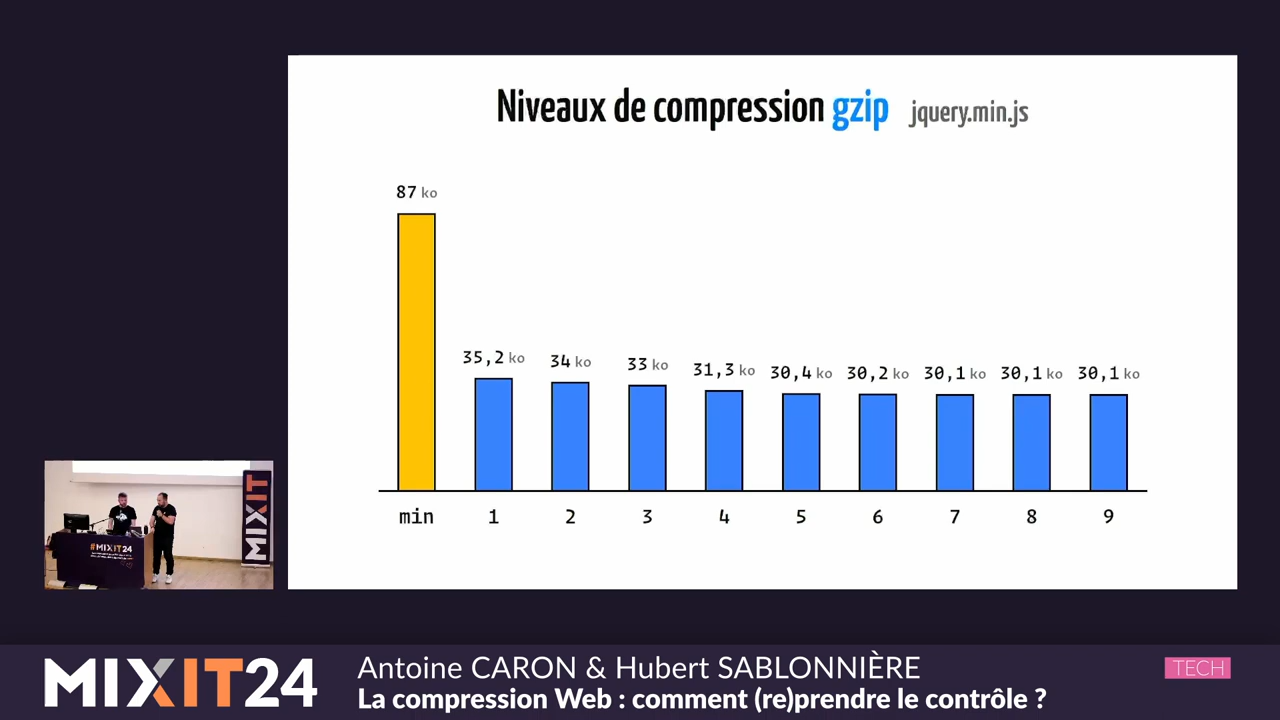 Niveaux de compression gzip jquery.min.js
87 ko
35,2 ko 34 ko 33 ko 31,3 ko 30,4 ko 30,2 ko 30,1 ko 30,1 ko 30,1 ko
min 1 2 3 4 5 6 7 8 9
MIXIT
#MIXIT24
MIXIT24
Antoine CARON & Hubert SABLONNIÈRE
TECH
La compression Web : comment (re)prendre le contrôle ?